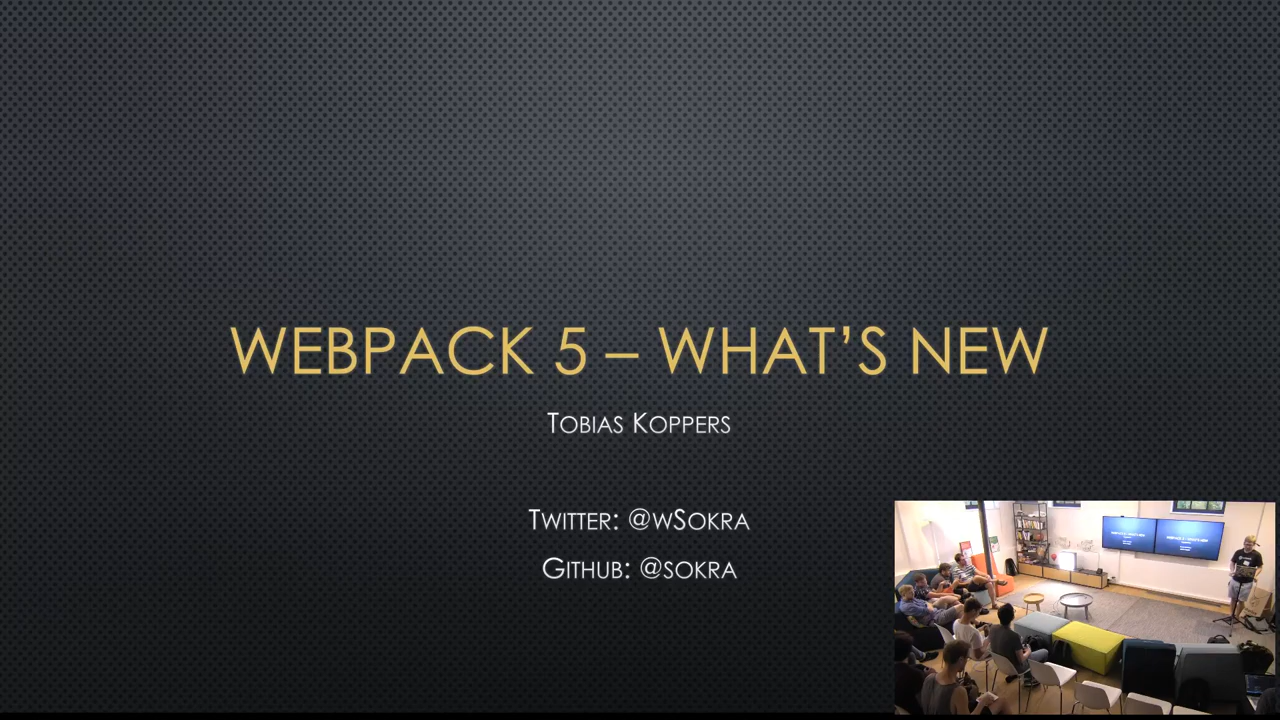 WEBPACK 5 – WHAT’S NEW
TOBIAS KOPPERS
TWITTER: @WSOKRA
GITHUB: @SOKRA